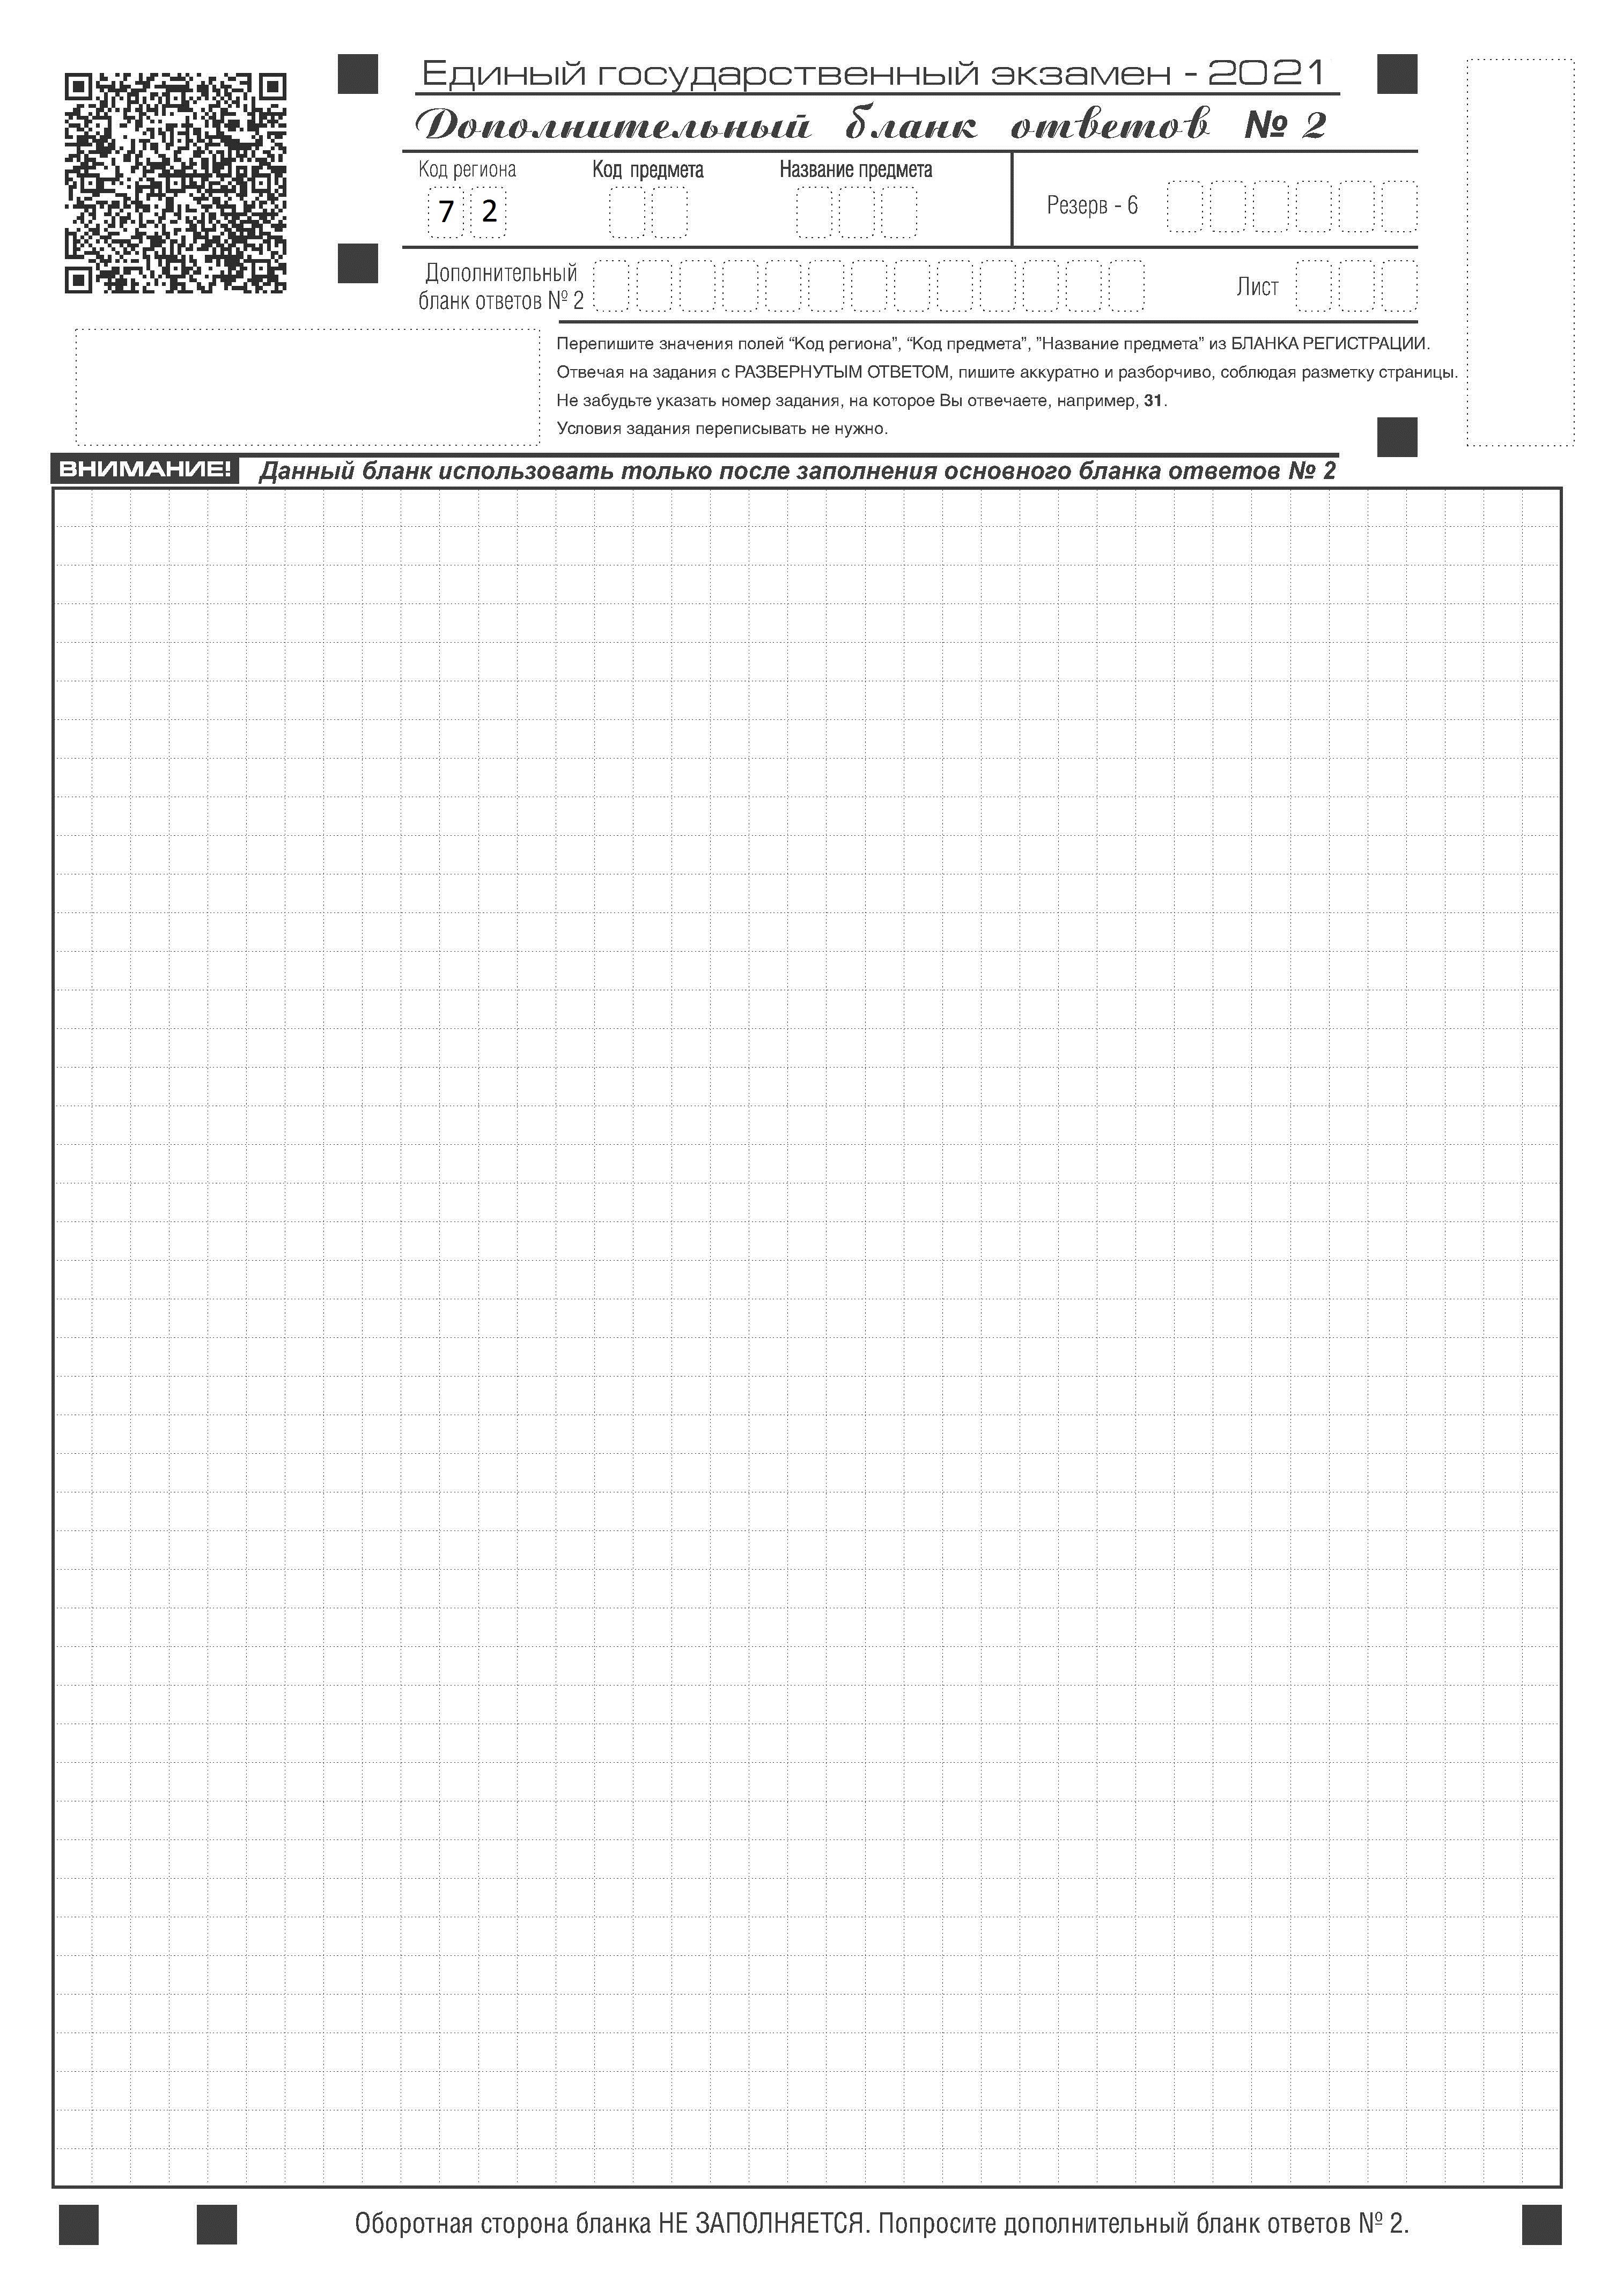 Единый государственный экзамен - 2021
Дополнительный бланк ответов № 2
Код региона Код предмета Название предмета
7 2
Резерв - 6
Дополнительный
бланк ответов № 2
Лист
Перепишите значения полей “Код региона”, “Код предмета”, ”Название предмета” из БЛАНКА РЕГИСТРАЦИИ.
Отвечая на задания с РАЗВЕРНУТЫМ ОТВЕТОМ, пишите аккуратно и разборчиво, соблюдая разметку страницы.
Не забудьте указать номер задания, на которое Вы отвечаете, например, 31.
Условия задания переписывать не нужно.
ВНИМАНИЕ! Данный бланк использовать только после заполнения основного бланка ответов № 2
Оборотная сторона бланка НЕ ЗАПОЛНЯЕТСЯ. Попросите дополнительный бланк ответов № 2.